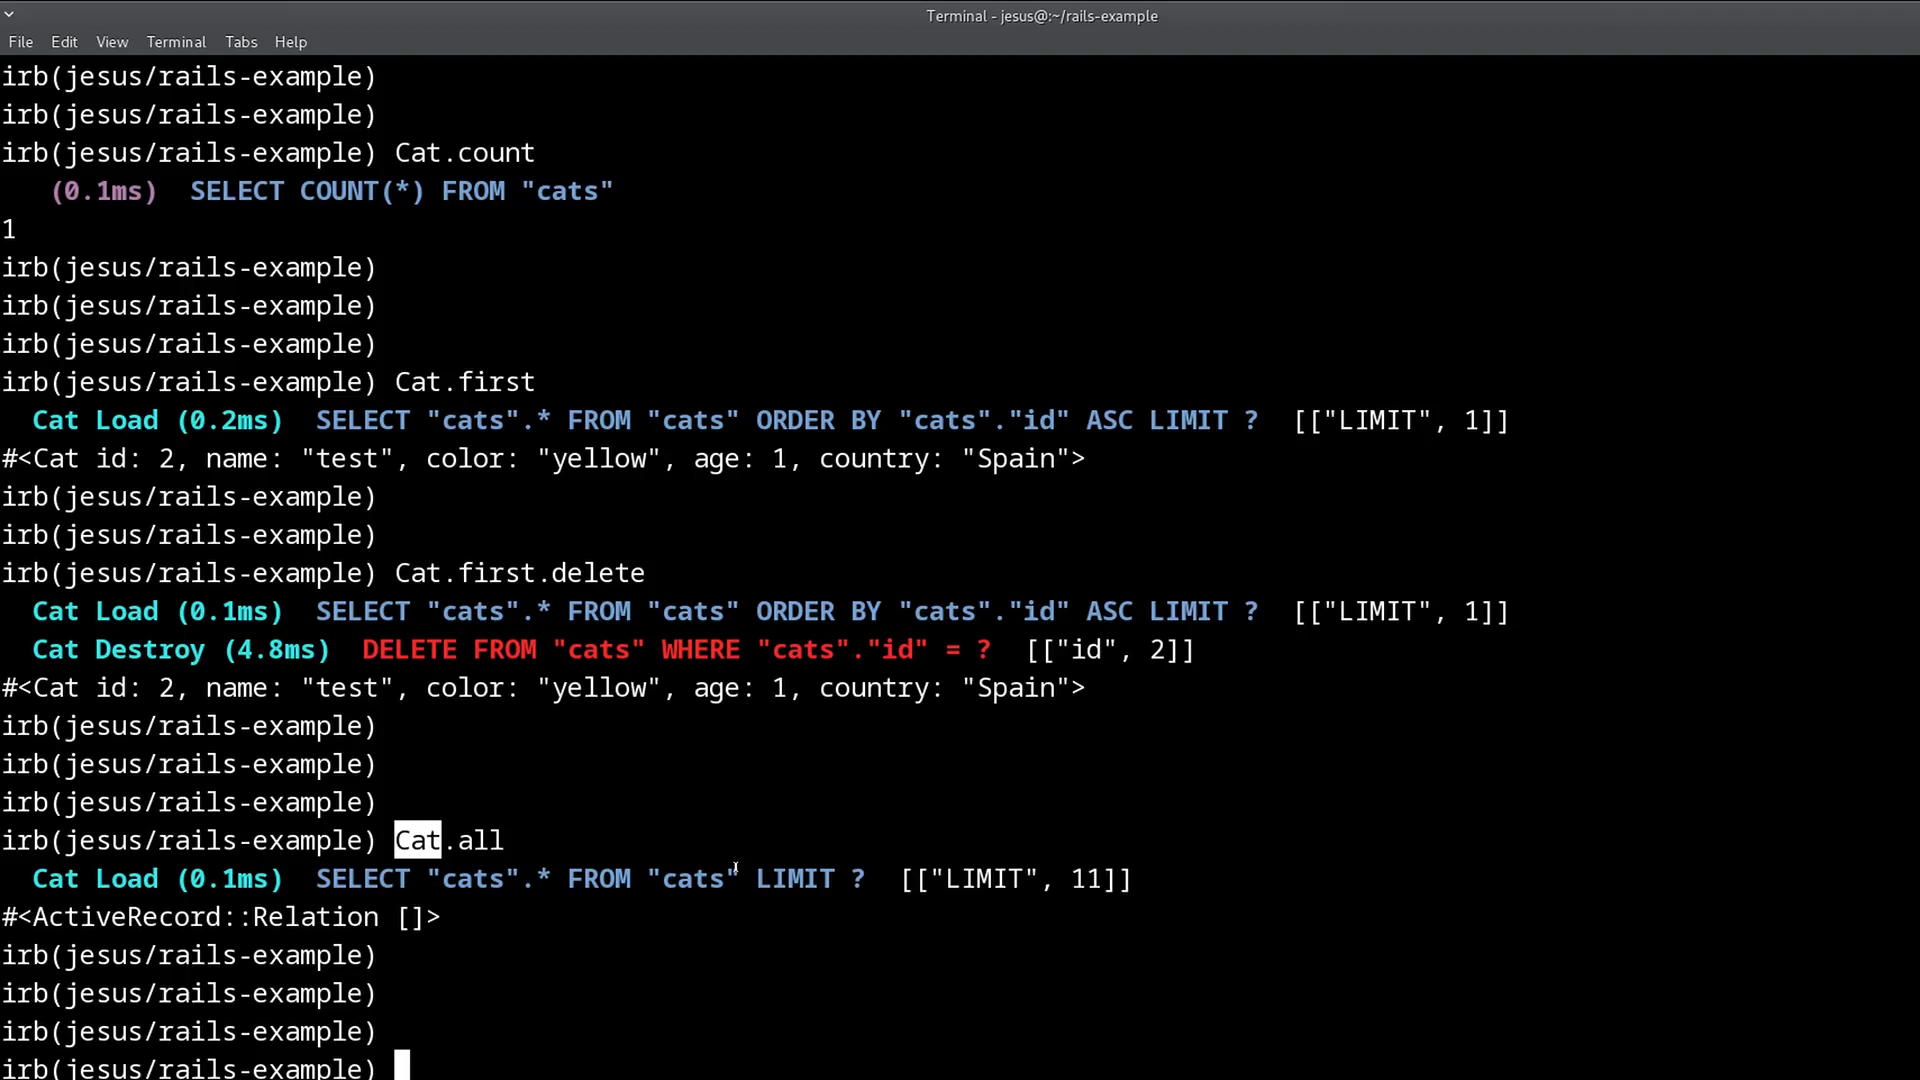 Terminal - jesus@:~/rails-example
File Edit View Terminal Tabs Help
irb(jesus/rails-example)
irb(jesus/rails-example)
irb(jesus/rails-example) Cat.count
(0.1ms) SELECT COUNT(*) FROM "cats"
1
irb(jesus/rails-example)
irb(jesus/rails-example)
irb(jesus/rails-example)
irb(jesus/rails-example) Cat.first
Cat Load (0.2ms) SELECT "cats".* FROM "cats" ORDER BY "cats"."id" ASC LIMIT ? [["LIMIT", 1]]
#<Cat id: 2, name: "test", color: "yellow", age: 1, country: "Spain">
irb(jesus/rails-example)
irb(jesus/rails-example)
irb(jesus/rails-example) Cat.first.delete
Cat Load (0.1ms) SELECT "cats".* FROM "cats" ORDER BY "cats"."id" ASC LIMIT ? [["LIMIT", 1]]
Cat Destroy (4.8ms) DELETE FROM "cats" WHERE "cats"."id" = ? [["id", 2]]
#<Cat id: 2, name: "test", color: "yellow", age: 1, country: "Spain">
irb(jesus/rails-example)
irb(jesus/rails-example)
irb(jesus/rails-example)
irb(jesus/rails-example) Cat.all
Cat Load (0.1ms) SELECT "cats".* FROM "cats" LIMIT ? [["LIMIT", 11]]
#<ActiveRecord::Relation []>
irb(jesus/rails-example)
irb(jesus/rails-example)
irb(jesus/rails-example)
irb(jesus/rails-example)